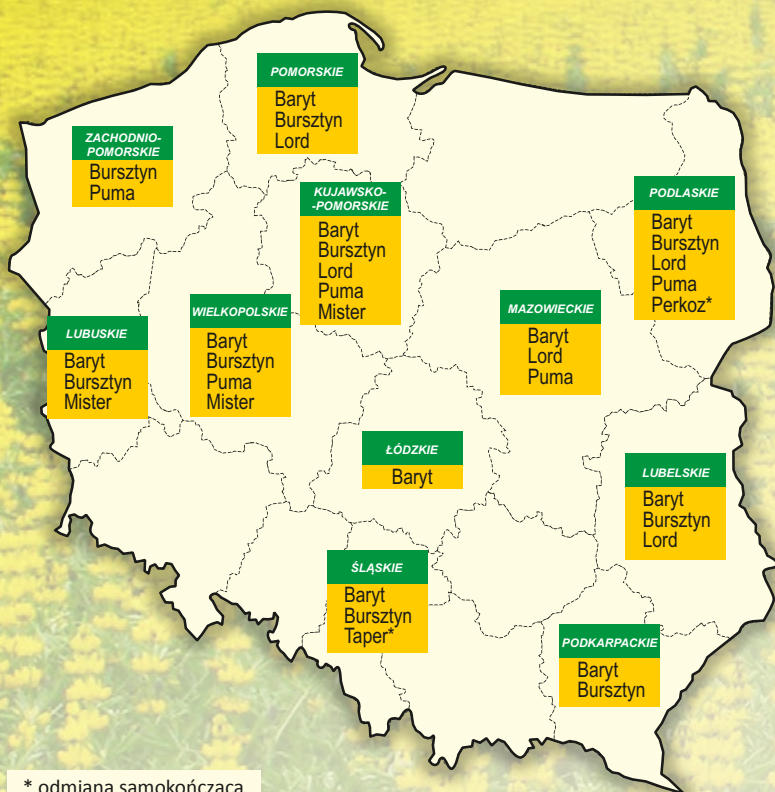 POMORSKIE
Baryt
Bursztyn
Lord
ZACHODNIO-
POMORSKIE
Bursztyn
Puma
KUJAWSKO-
-POMORSKIE
Baryt
Bursztyn
Lord
Puma
Mister
PODLASKIE
Baryt
Bursztyn
Lord
Puma
Perkoz*
LUBUSKIE
Baryt
Bursztyn
Mister
WIELKOPOLSKIE
Baryt
Bursztyn
Puma
Mister
MAZOWIECKIE
Baryt
Lord
Puma
ŁÓDZKIE
Baryt
LUBELSKIE
Baryt
Bursztyn
Lord
ŚLĄSKIE
Baryt
Bursztyn
Taper*
PODKARPACKIE
Baryt
Bursztyn
* odmiana samokończąca